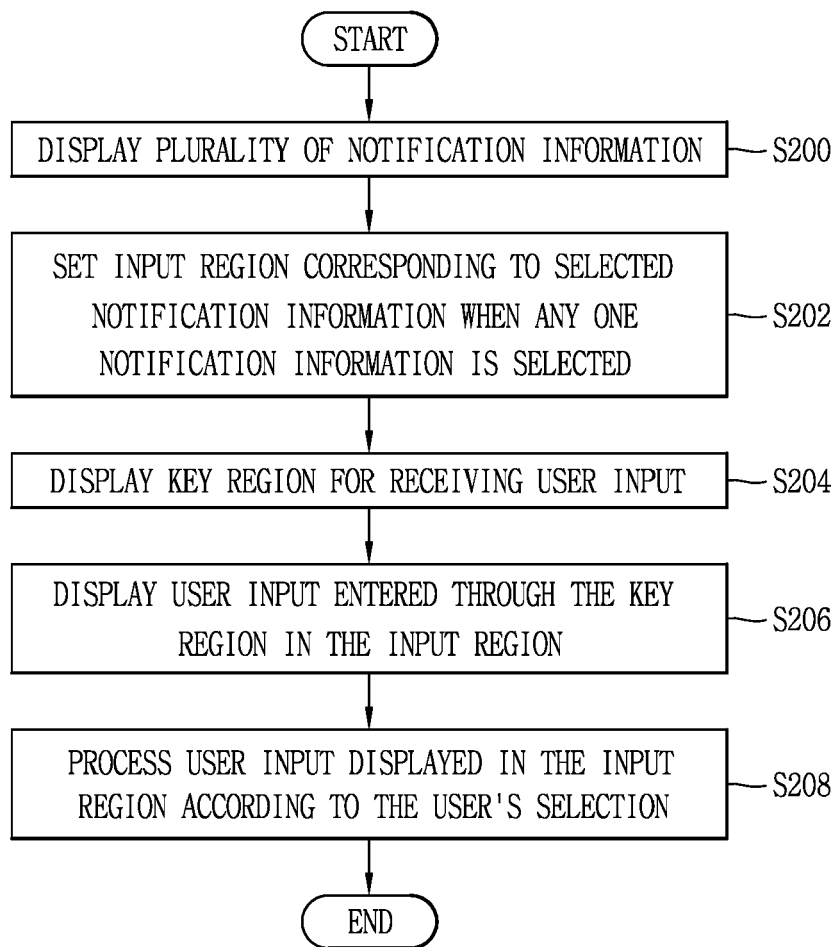 START
DISPLAY PLURALITY OF NOTIFICATION INFORMATION
S200
SET INPUT REGION CORRESPONDING TO SELECTED
NOTIFICATION INFORMATION WHEN ANY ONE
NOTIFICATION INFORMATION IS SELECTED
S202
DISPLAY KEY REGION FOR RECEIVING USER INPUT
S204
DISPLAY USER INPUT ENTERED THROUGH THE KEY
REGION IN THE INPUT REGION
S206
PROCESS USER INPUT DISPLAYED IN THE INPUT
REGION ACCORDING TO THE USER'S SELECTION
S208
END